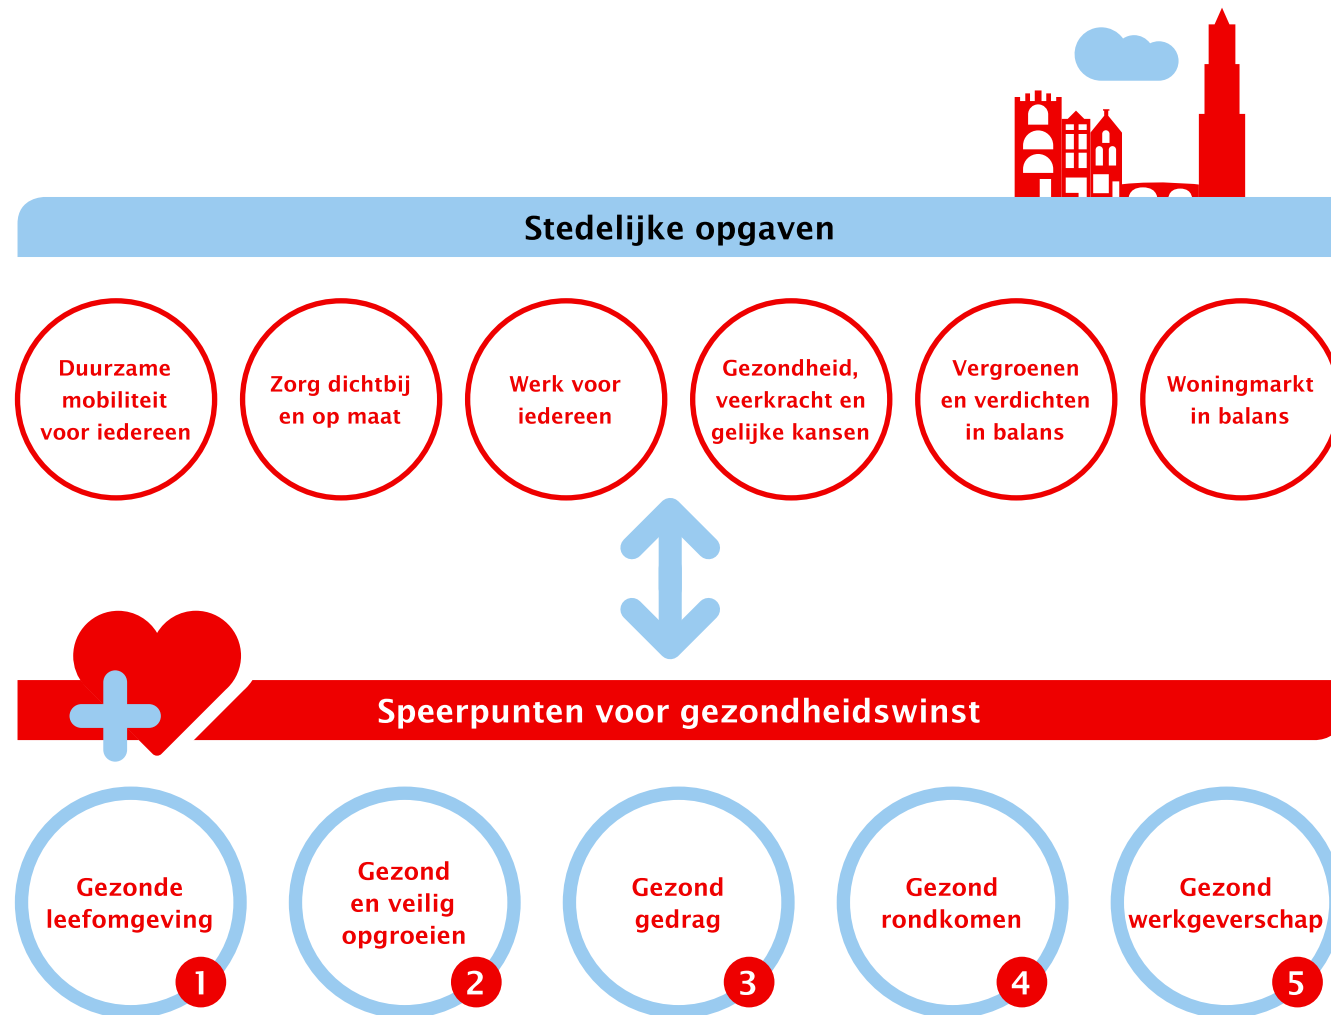 Stedelijke opgaven
Duurzame
mobiliteit
voor iedereen
Zorg dichtbij
en op maat
Werk voor
iedereen
Gezondheid,
veerkracht en
gelijke kansen
Vergroenen
en verdichten
in balans
Woningmarkt
in balans
Speerpunten voor gezondheidswinst
Gezonde
leefomgeving
1
Gezond
en veilig
opgroeien
2
Gezond
gedrag
3
Gezond
rondkomen
4
Gezond
werkgeverschap
5